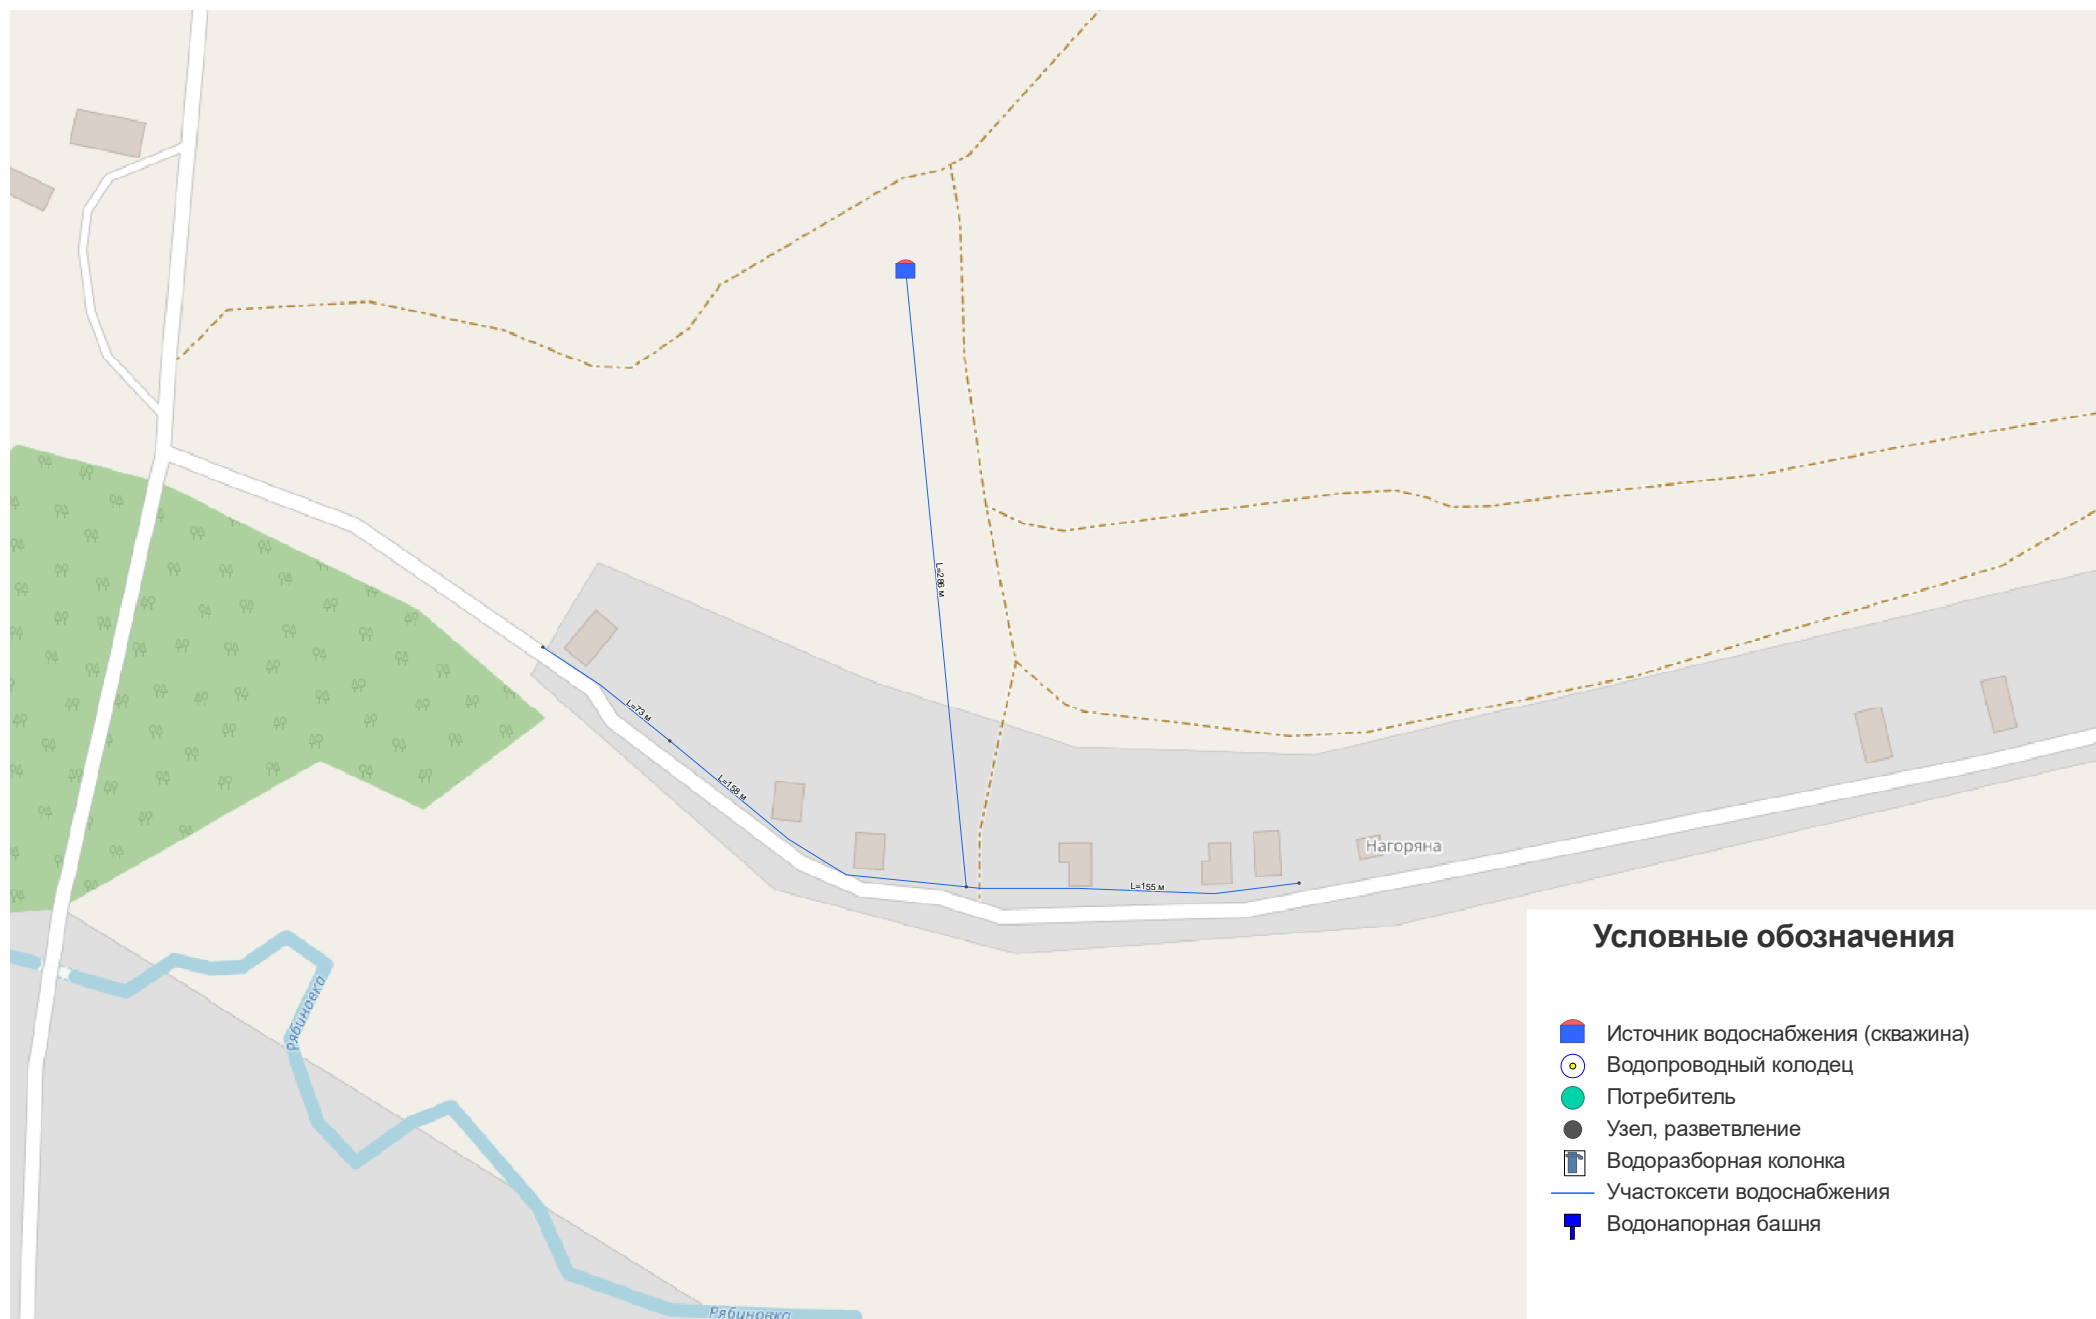 L=286 м
L=73 м
L=158 м
Нагоряна
L=155 м
Рябиновка
Рябиновка
Условные обозначения
Источник водоснабжения (скважина)
Водопроводный колодец
Потребитель
Узел, разветвление
Водоразборная колонка
Участоксети водоснабжения
Водонапорная башня